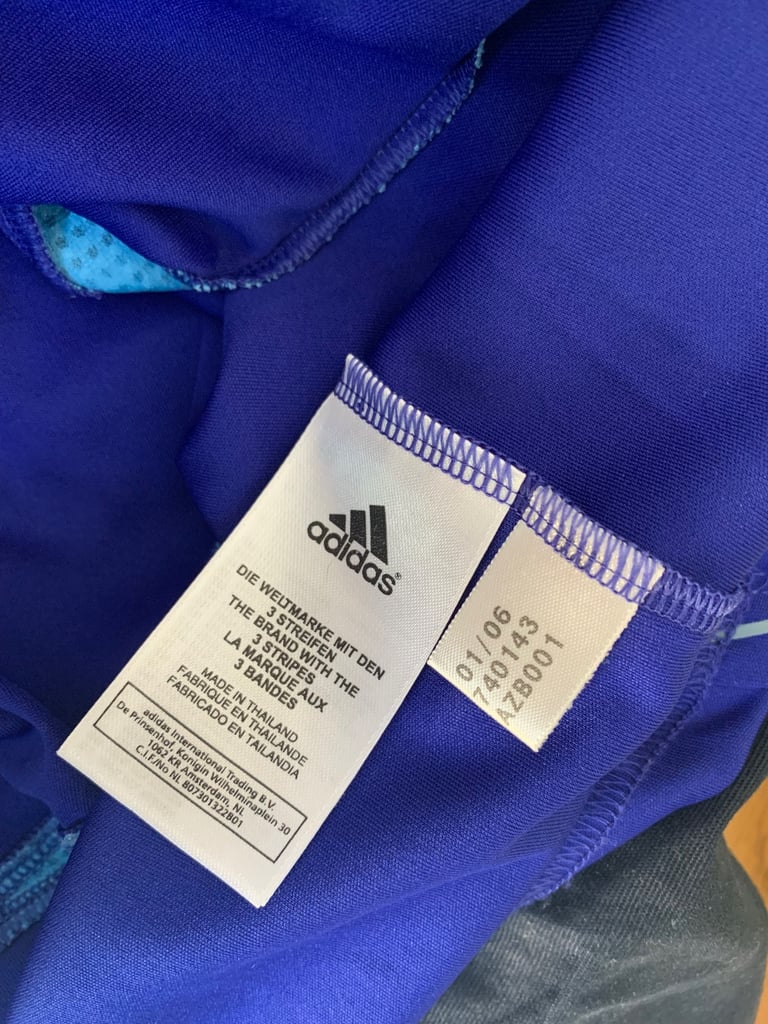 adidas®
DIE WELTMARKE MIT DEN
3 STREIFEN
THE BRAND WITH THE
3 STRIPES
LA MARQUE AUX
3 BANDES
MADE IN THAILAND
FABRIQUE EN THAILANDE
FABRICADO EN TAILANDIA
adidas International Trading B.V.
De Prinsenhof, Konigin Wilhelminaplein 30
1062 KR Amsterdam, NL
C.I.F./No NL 807301322B01
01/06
740143
AZB001